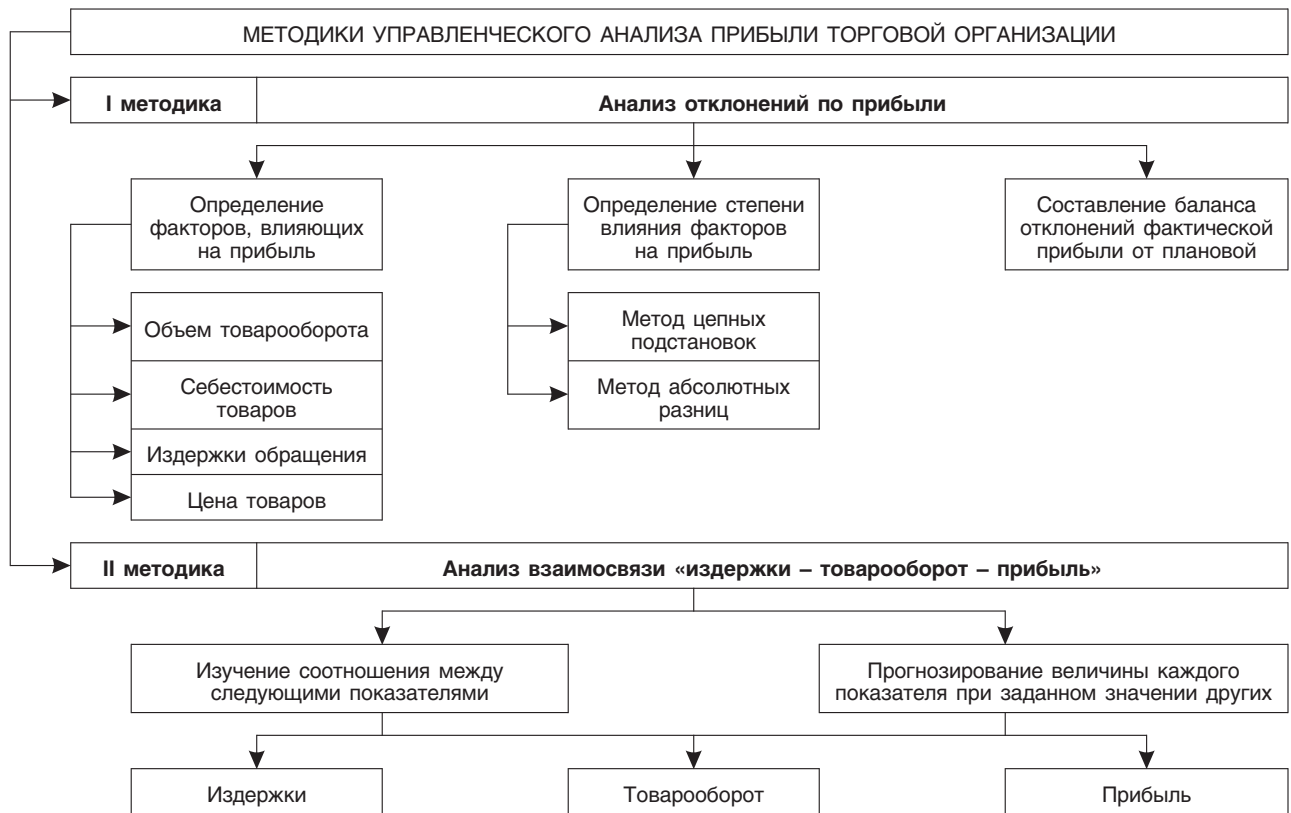 МЕТОДИКИ УПРАВЛЕНЧЕСКОГО АНАЛИЗА ПРИБЫЛИ ТОРГОВОЙ ОРГАНИЗАЦИИ
I методика
Анализ отклонений по прибыли
Определение
факторов, влияющих
на прибыль
Определение степени
влияния факторов
на прибыль
Составление баланса
отклонений фактической
прибыли от плановой
Объем товарооборота
Себестоимость
товаров
Издержки обращения
Цена товаров
Метод цепных
подстановок
Метод абсолютных
разниц
II методика
Анализ взаимосвязи «издержки – товарооборот – прибыль»
Изучение соотношения между
следующими показателями
Прогнозирование величины каждого
показателя при заданном значении других
Издержки
Товарооборот
Прибыль